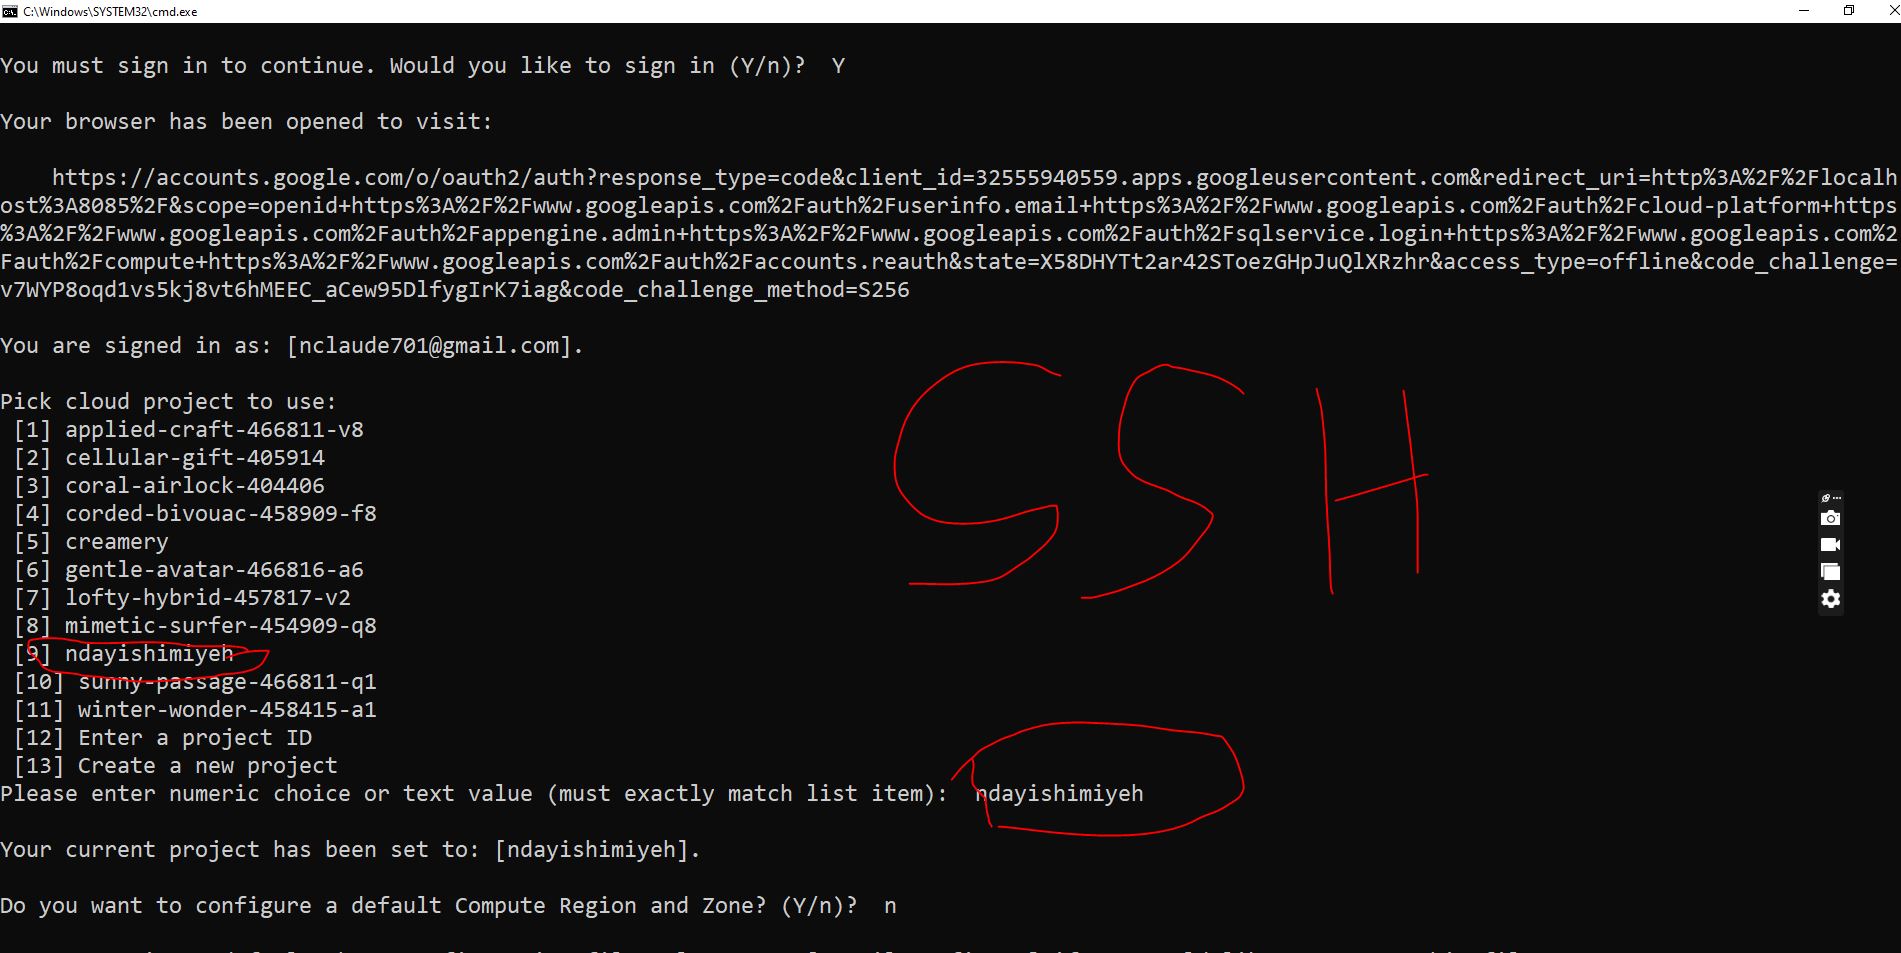 C:\Windows\SYSTEM32\cmd.exe
You must sign in to continue. Would you like to sign in (Y/n)?  Y
Your browser has been opened to visit:
https://accounts.google.com/o/oauth2/auth?response_type=code&client_id=32555940559.apps.googleusercontent.com&redirect_uri=http%3A%2F%2Flocalh
ost%3A8085%2F&scope=openid+https%3A%2F%2Fwww.googleapis.com%2Fauth%2Fuserinfo.email+https%3A%2F%2Fwww.googleapis.com%2Fauth%2Fcloud-platform+https
%3A%2F%2Fwww.googleapis.com%2Fauth%2Fappengine.admin+https%3A%2F%2Fwww.googleapis.com%2Fauth%2Fsqlservice.login+https%3A%2F%2Fwww.googleapis.com%2
Fauth%2Fcompute+https%3A%2F%2Fwww.googleapis.com%2Fauth%2Faccounts.reauth&state=X58DHYTt2ar42SToezGHpJuQlXRzhr&access_type=offline&code_challenge=
v7WYP8oqd1vs5kj8vt6hMEEC_aCew95DlfygIrK7iag&code_challenge_method=S256
You are signed in as: [nclaude701@gmail.com].
SSH
Pick cloud project to use:
[1] applied-craft-466811-v8
[2] cellular-gift-405914
[3] coral-airlock-404406
[4] corded-bivouac-458909-f8
[5] creamery
[6] gentle-avatar-466816-a6
[7] lofty-hybrid-457817-v2
[8] mimetic-surfer-454909-q8
[9] ndayishimiyeh
[10] sunny-passage-466811-q1
[11] winter-wonder-458415-a1
[12] Enter a project ID
[13] Create a new project
Please enter numeric choice or text value (must exactly match list item):  ndayishimiyeh
Your current project has been set to: [ndayishimiyeh].
Do you want to configure a default Compute Region and Zone? (Y/n)?  n